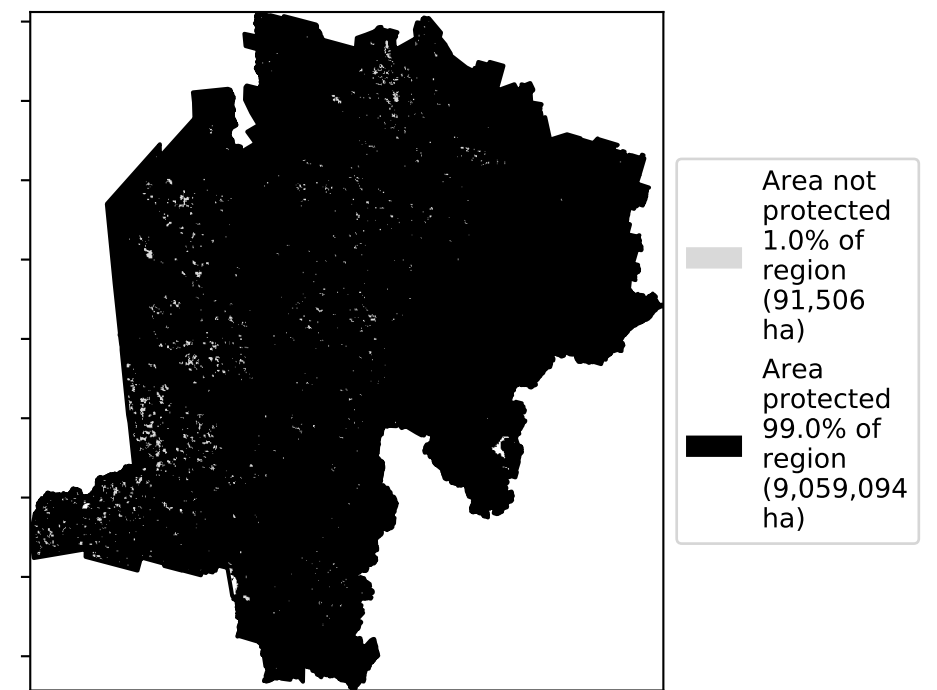 Area not
protected
1.0% of
region
(91,506
ha)
Area
protected
99.0% of
region
(9,059,094
ha)